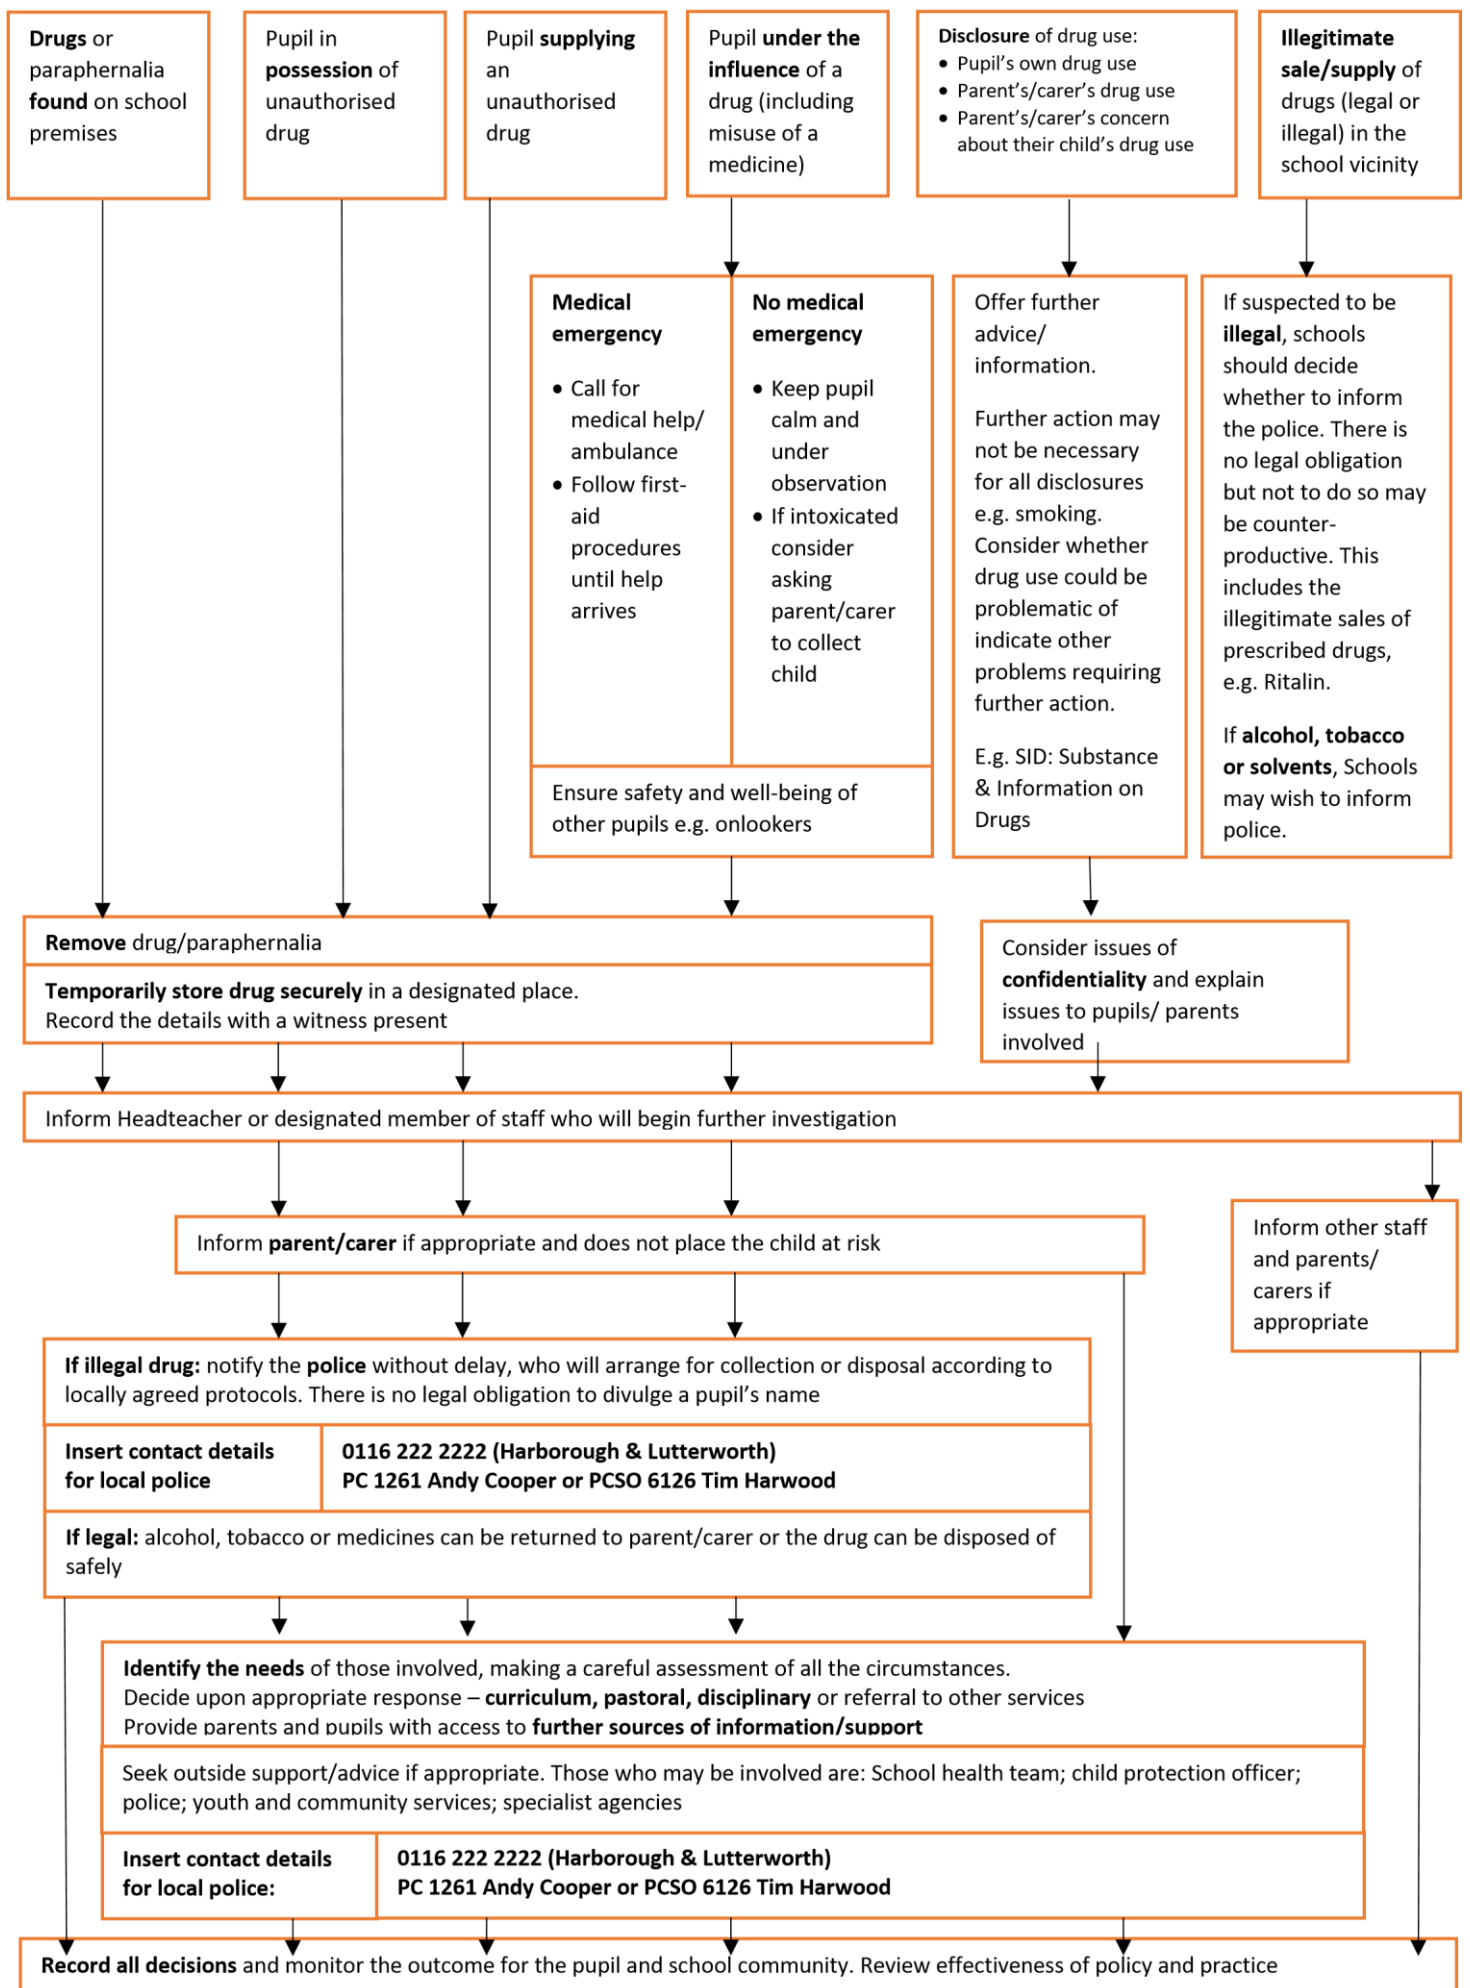 Drugs or
paraphernalia
found on school
premises
Pupil in
possession of
unauthorised
drug
Pupil supplying
an
unauthorised
drug
Pupil under the
influence of a
drug (including
misuse of a
medicine)
Disclosure of drug use:
• Pupil's own drug use
• Parent's/carer's drug use
• Parent's/carer's concern
about their child's drug use
Illegitimate
sale/supply of
drugs (legal or
illegal) in the
school vicinity
Medical
emergency
• Call for
medical help/
ambulance
• Follow first-
aid
procedures
until help
arrives
No medical
emergency
• Keep pupil
calm and
under
observation
• If intoxicated
consider
asking
parent/carer
to collect
child
Ensure safety and well-being of
other pupils e.g. onlookers
Offer further
advice/
information.
Further action may
not be necessary
for all disclosures
e.g. smoking.
Consider whether
drug use could be
problematic of
indicate other
problems requiring
further action.
E.g. SID: Substance
& Information on
Drugs
If suspected to be
illegal, schools
should decide
whether to inform
the police. There is
no legal obligation
but not to do so may
be counter-
productive. This
includes the
illegitimate sales of
prescribed drugs,
e.g. Ritalin.
If alcohol, tobacco
or solvents, Schools
may wish to inform
police.
Remove drug/paraphernalia
Temporarily store drug securely in a designated place.
Record the details with a witness present
Consider issues of
confidentiality and explain
issues to pupils/ parents
involved
Inform Headteacher or designated member of staff who will begin further investigation
Inform parent/carer if appropriate and does not place the child at risk
Inform other staff
and parents/
carers if
appropriate
If illegal drug: notify the police without delay, who will arrange for collection or disposal according to
locally agreed protocols. There is no legal obligation to divulge a pupil's name
Insert contact details
for local police
0116 222 2222 (Harborough & Lutterworth)
PC 1261 Andy Cooper or PCSO 6126 Tim Harwood
If legal: alcohol, tobacco or medicines can be returned to parent/carer or the drug can be disposed of
safely
Identify the needs of those involved, making a careful assessment of all the circumstances.
Decide upon appropriate response – curriculum, pastoral, disciplinary or referral to other services
Provide parents and pupils with access to further sources of information/support
Seek outside support/advice if appropriate. Those who may be involved are: School health team; child protection officer;
police; youth and community services; specialist agencies
Insert contact details
for local police:
0116 222 2222 (Harborough & Lutterworth)
PC 1261 Andy Cooper or PCSO 6126 Tim Harwood
Record all decisions and monitor the outcome for the pupil and school community. Review effectiveness of policy and practice